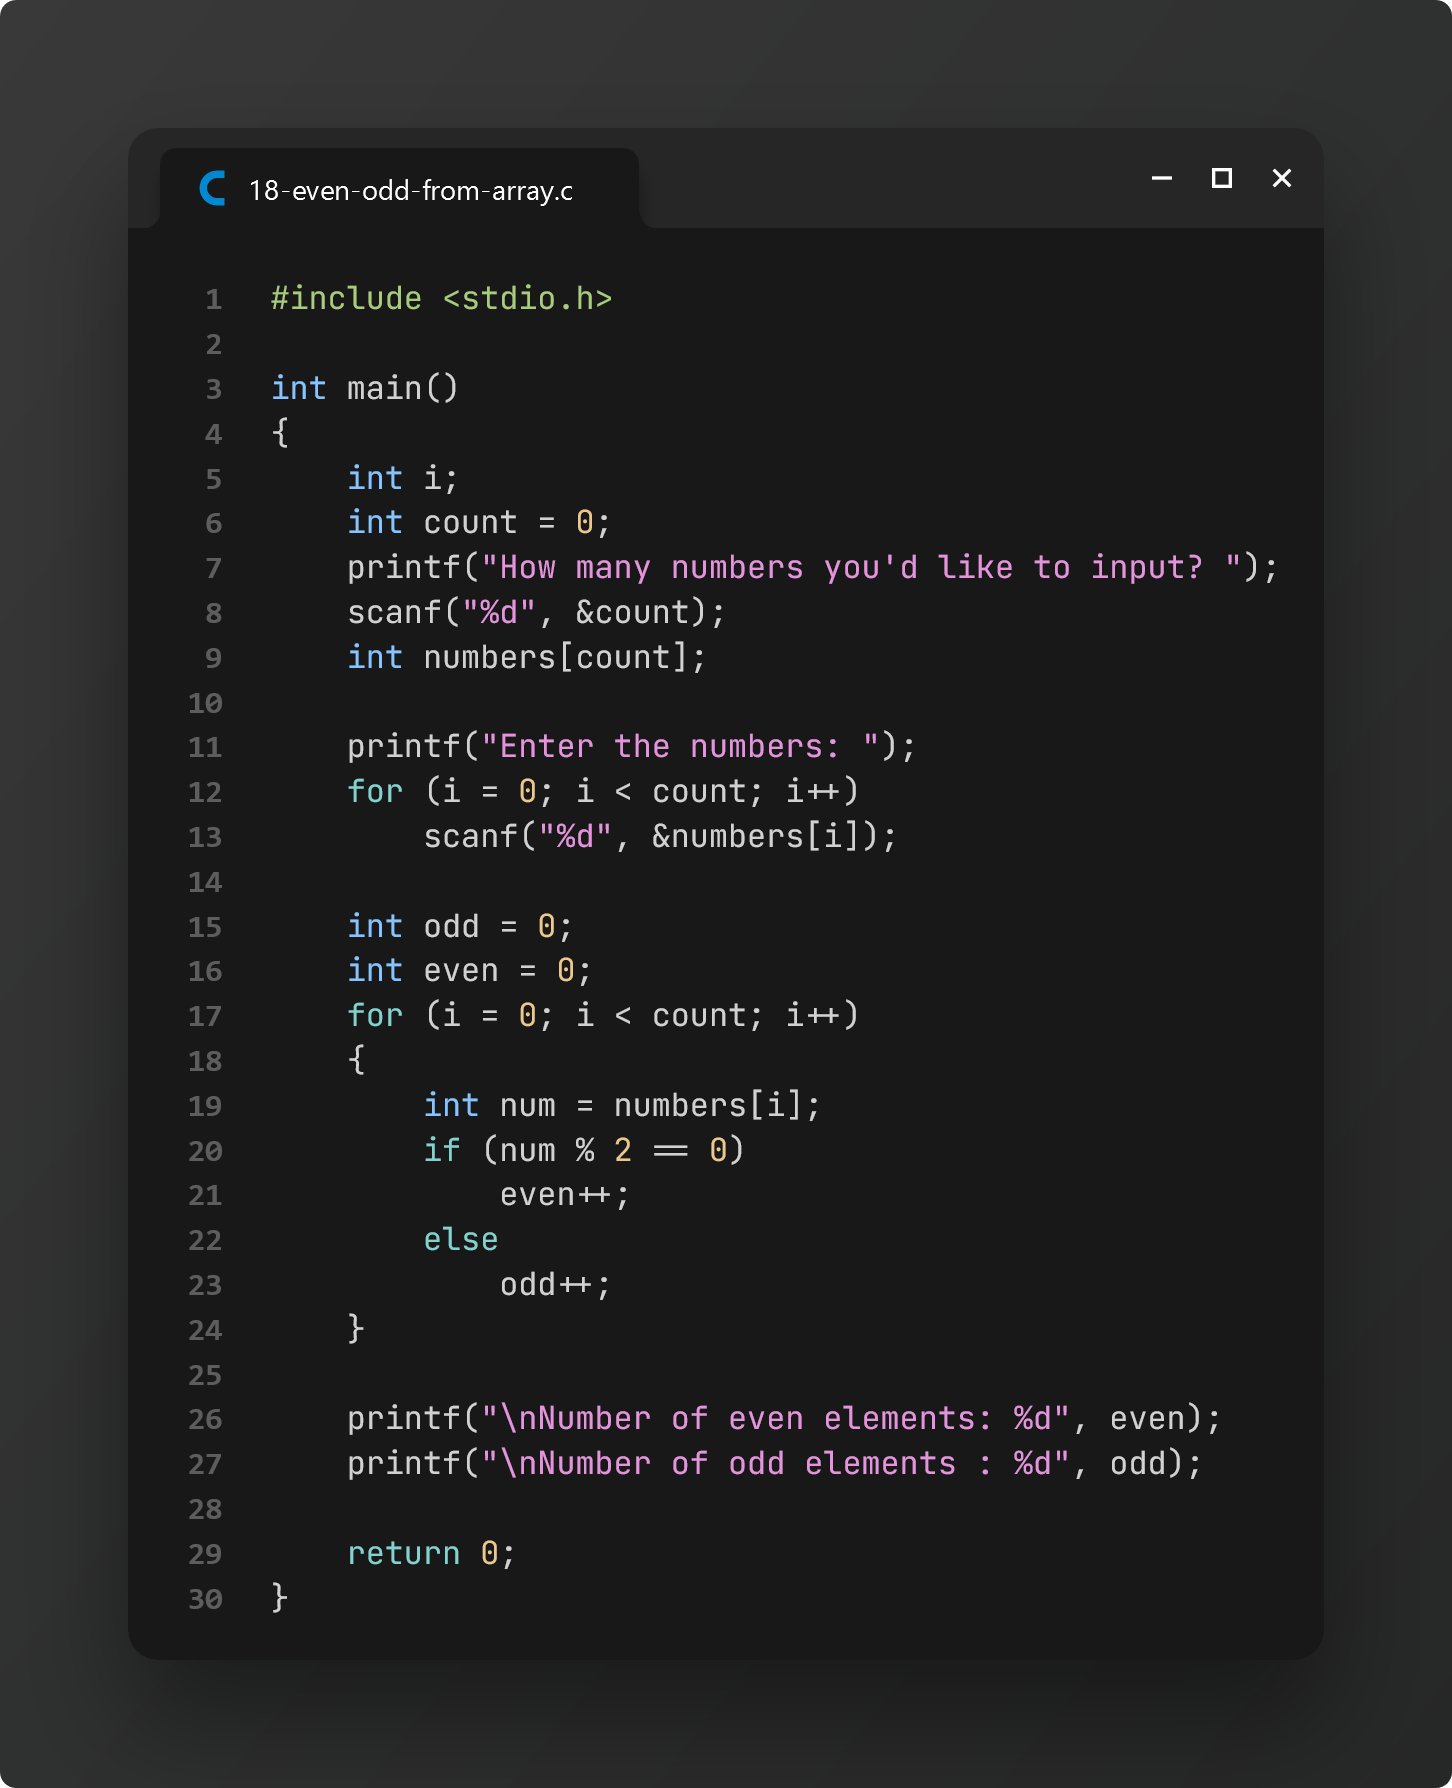 18-even-odd-from-array.c
1 #include <stdio.h>
2
3 int main()
4 {
5     int i;
6     int count = 0;
7     printf("How many numbers you'd like to input? ");
8     scanf("%d", &count);
9     int numbers[count];
10
11     printf("Enter the numbers: ");
12     for (i = 0; i < count; i++)
13         scanf("%d", &numbers[i]);
14
15     int odd = 0;
16     int even = 0;
17     for (i = 0; i < count; i++)
18     {
19         int num = numbers[i];
20         if (num % 2 == 0)
21             even++;
22         else
23             odd++;
24     }
25
26     printf("\nNumber of even elements: %d", even);
27     printf("\nNumber of odd elements : %d", odd);
28
29     return 0;
30 }